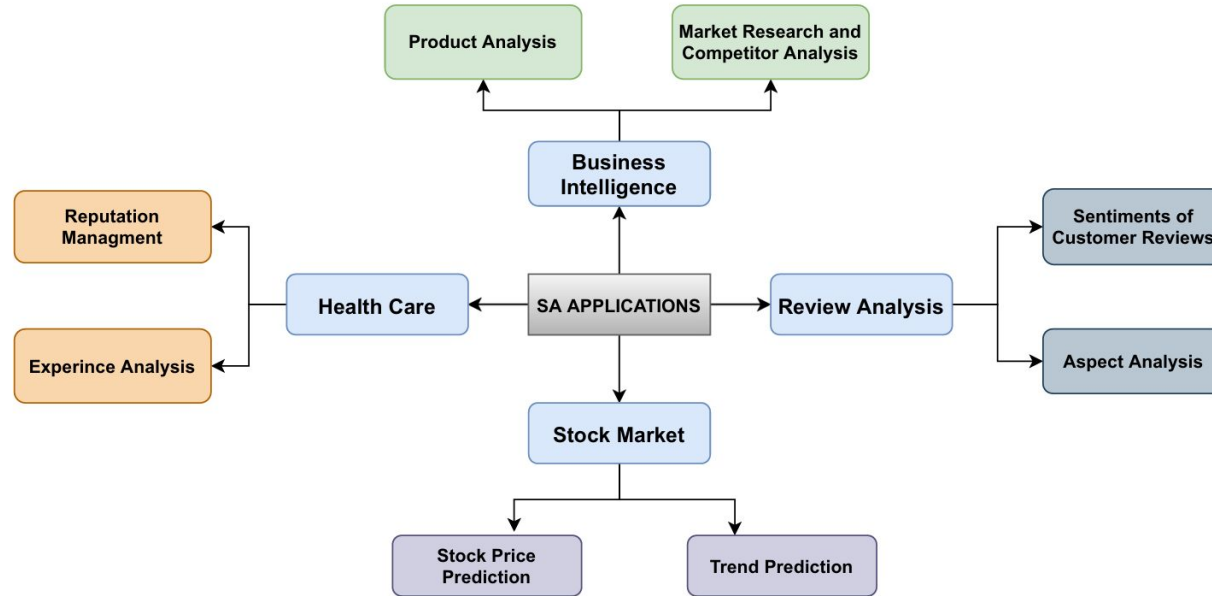 Product Analysis
Market Research and
Competitor Analysis
Business
Intelligence
Reputation
Managment
Sentiments of
Customer Reviews
Health Care
SA APPLICATIONS
Review Analysis
Experince Analysis
Aspect Analysis
Stock Market
Stock Price
Prediction
Trend Prediction